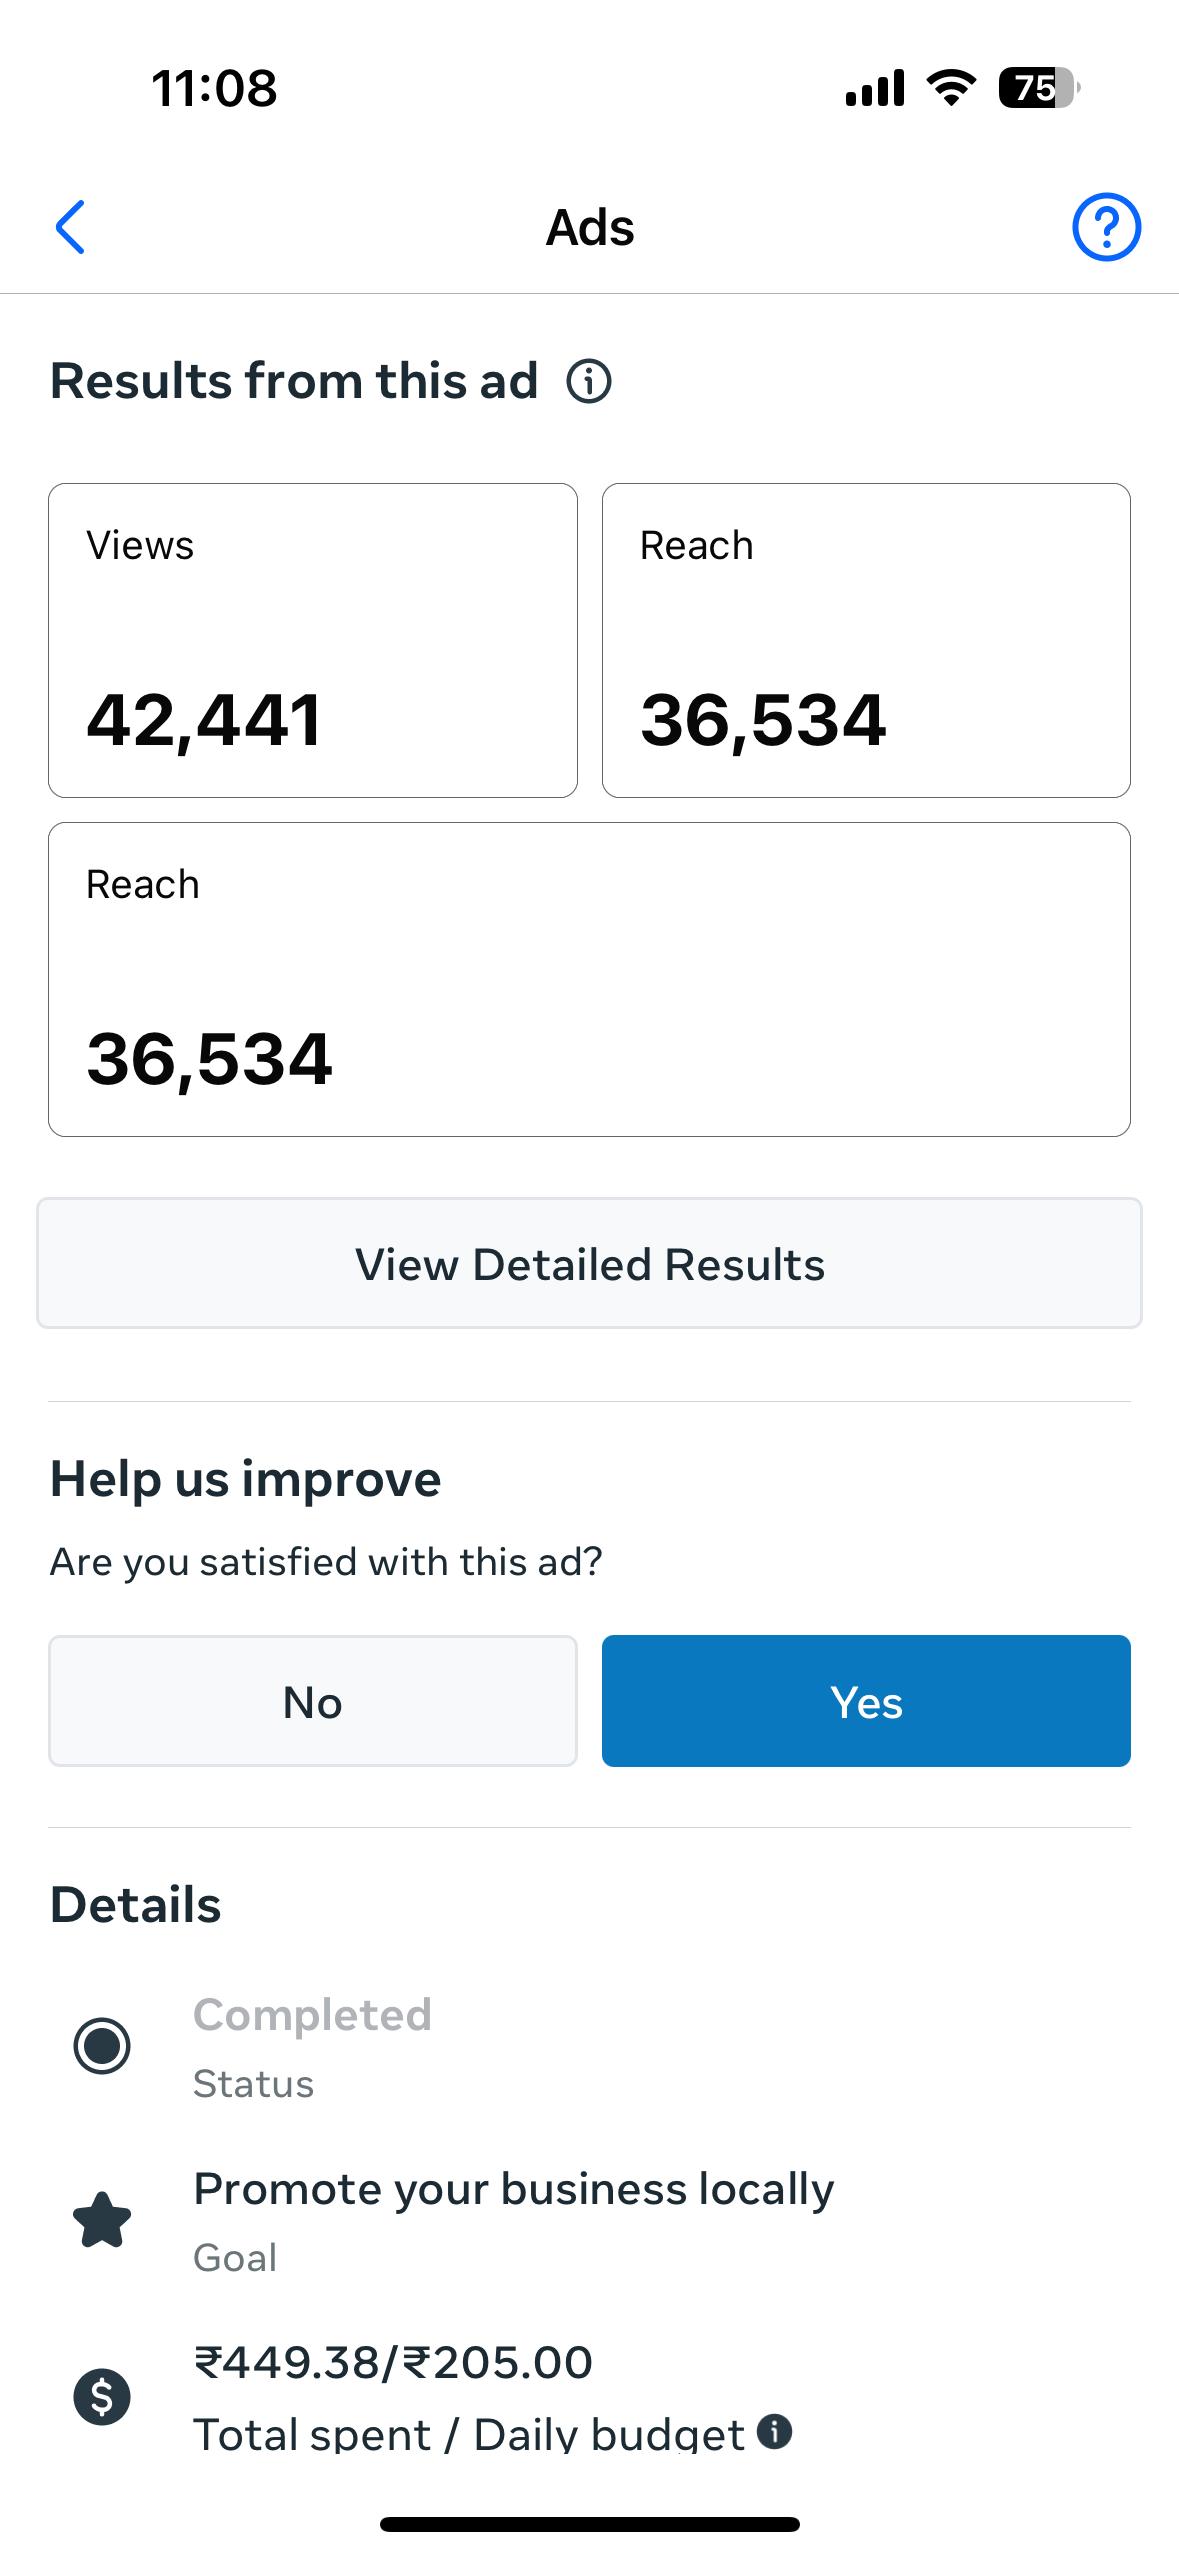 11:08
75
Ads
Results from this ad
Views
Reach
42,441
36,534
Reach
36,534
View Detailed Results
Help us improve
Are you satisfied with this ad?
No
Yes
Details
Completed
Status
Promote your business locally
Goal
₹449.38/₹205.00
Total spent / Daily budget